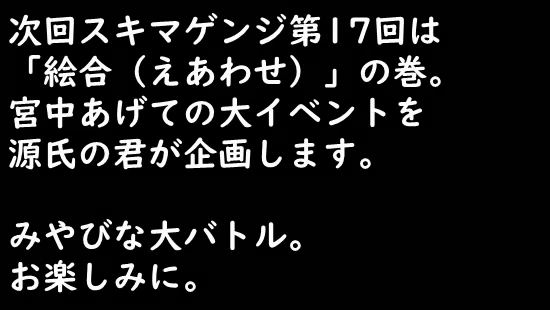 次回スキマゲンジ第17回は
「絵合（えあわせ）」の巻。
宮中あげての大イベントを
源氏の君が企画します。
みやびな大バトル。
お楽しみに。